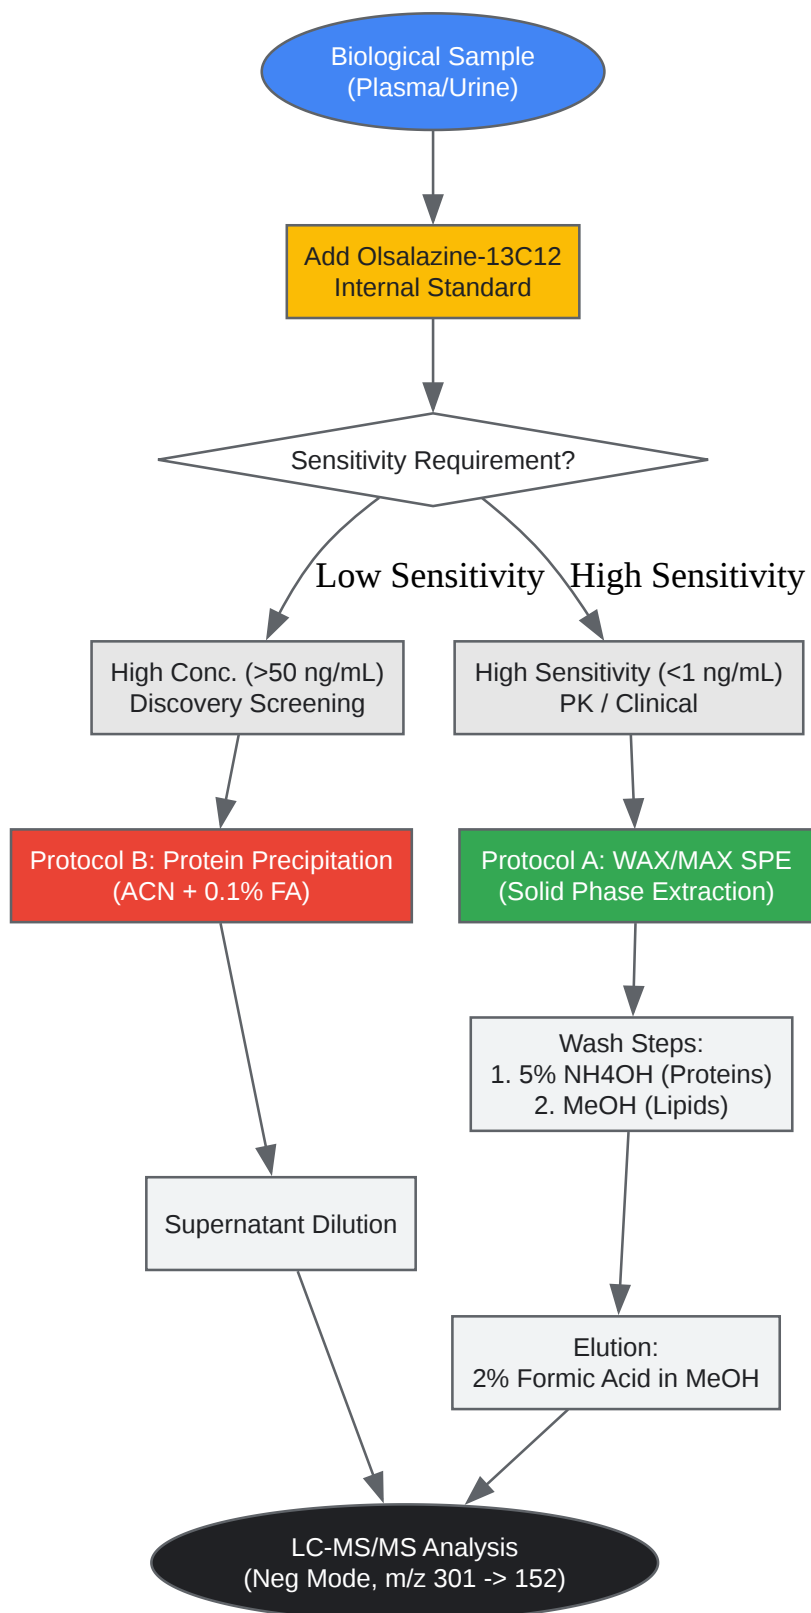 Biological Sample
(Plasma/Urine)
Add Olsalazine-13C12
Internal Standard
Sensitivity Requirement?
Low Sensitivity
High Sensitivity
High Conc. (>50 ng/mL)
Discovery Screening
High Sensitivity (<1 ng/mL)
PK / Clinical
Protocol B: Protein Precipitation
(ACN + 0.1% FA)
Protocol A: WAX/MAX SPE
(Solid Phase Extraction)
Wash Steps:
1. 5% NH4OH (Proteins)
2. MeOH (Lipids)
Supernatant Dilution
Elution:
2% Formic Acid in MeOH
LC-MS/MS Analysis
(Neg Mode, m/z 301 -> 152)